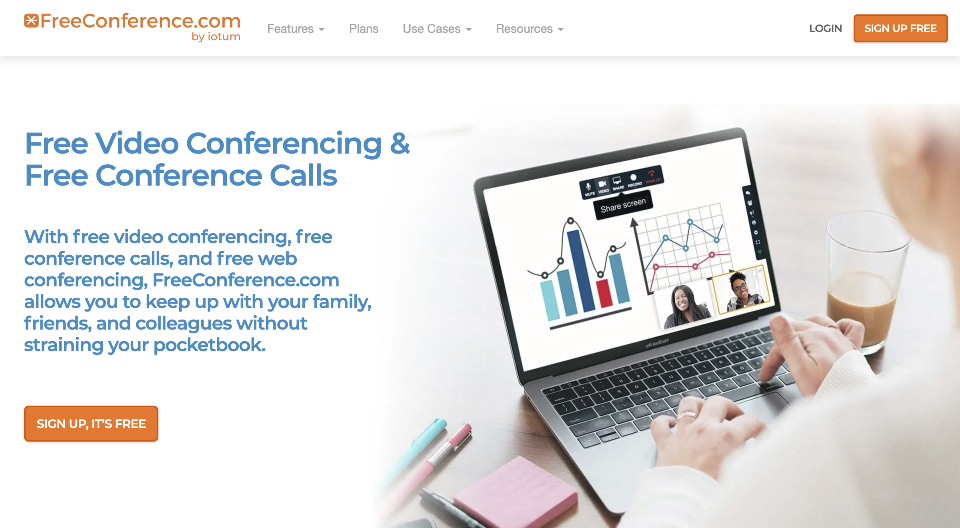 FreeConference.com
by iotum
Features
Plans
Use Cases
Resources
LOGIN
SIGN UP FREE
Free Video Conferencing &
Free Conference Calls
With free video conferencing, free
conference calls, and free web
conferencing, FreeConference.com
allows you to keep up with your family,
friends, and colleagues without
straining your pocketbook.
SIGN UP, IT'S FREE
MUTE
VIDEO
SHARE
RECORD
Share screen